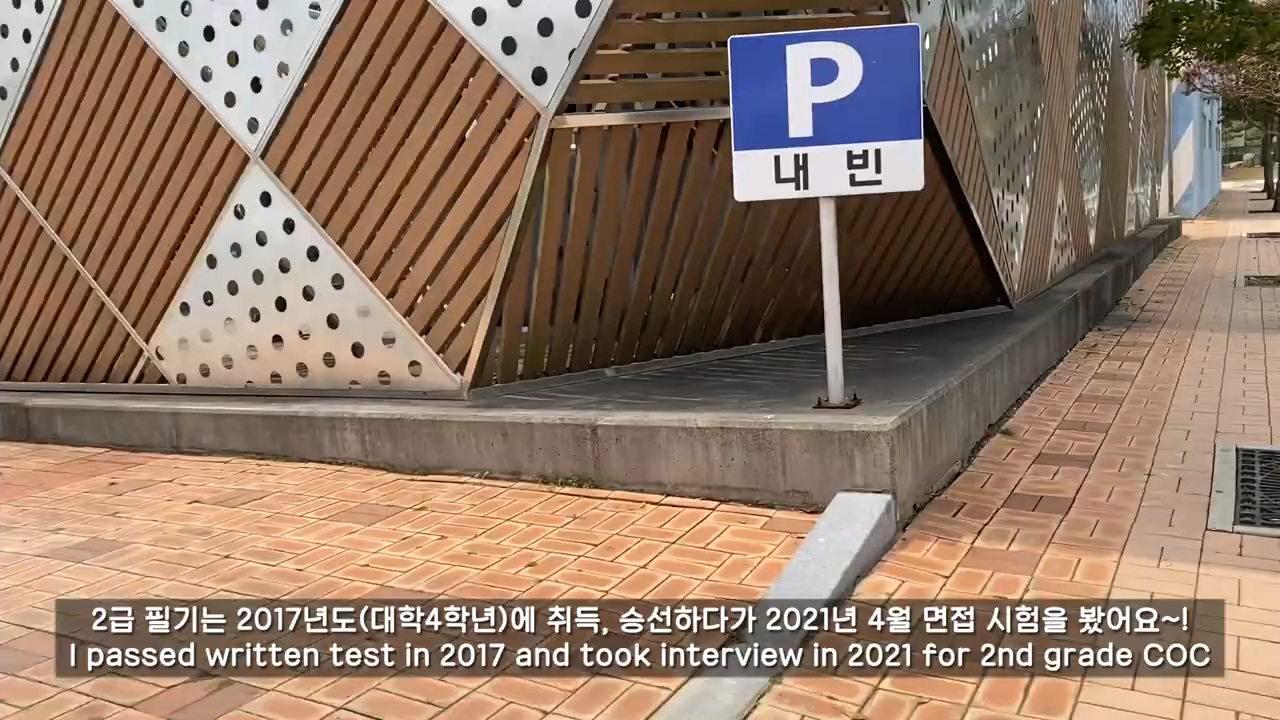 P
내 빈
2급 필기는 2017년도(대학4학년)에 취득, 승선하다가 2021년 4월 면접 시험을 봤어요~!
I passed written test in 2017 and took interview in 2021 for 2nd grade COC